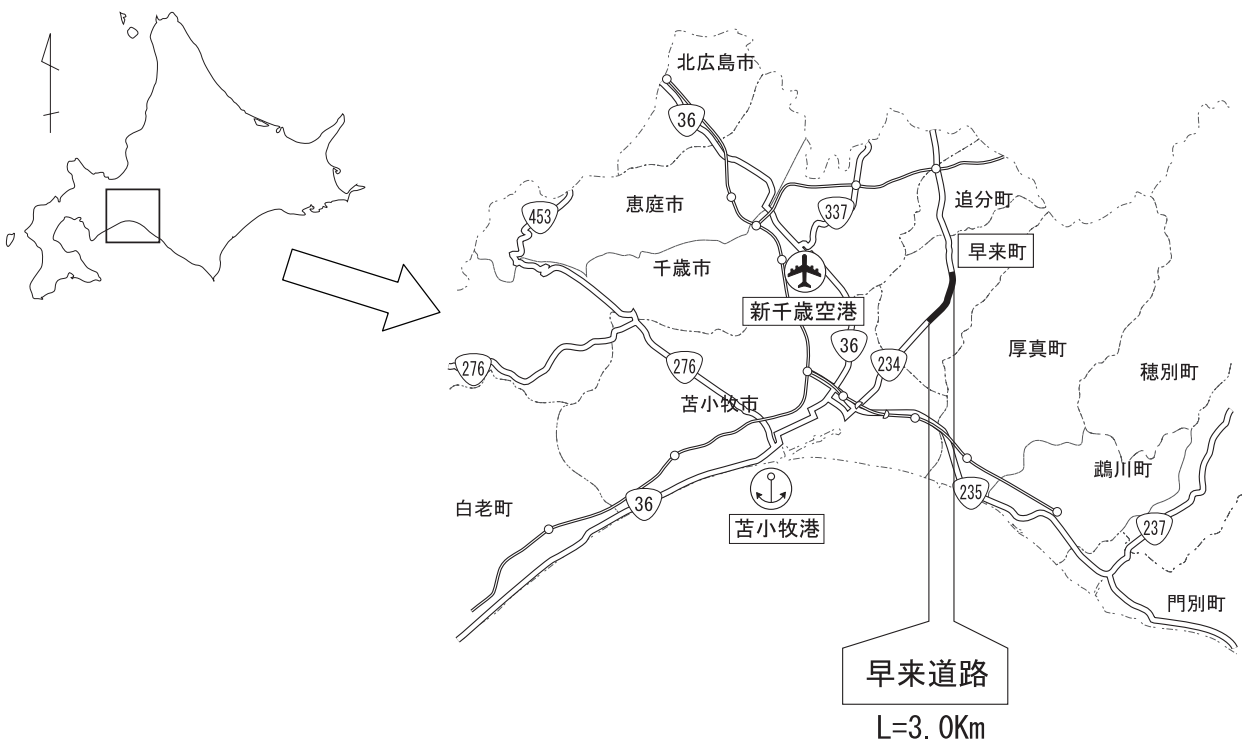 北広島市
36
恵庭市
337
追分町
453
早来町
千歳市
新千歳空港
36
234
厚真町
276
276
穂別町
苫小牧市
鵡川町
235
36
白老町
237
苫小牧港
門別町
早来道路
L=3.0Km